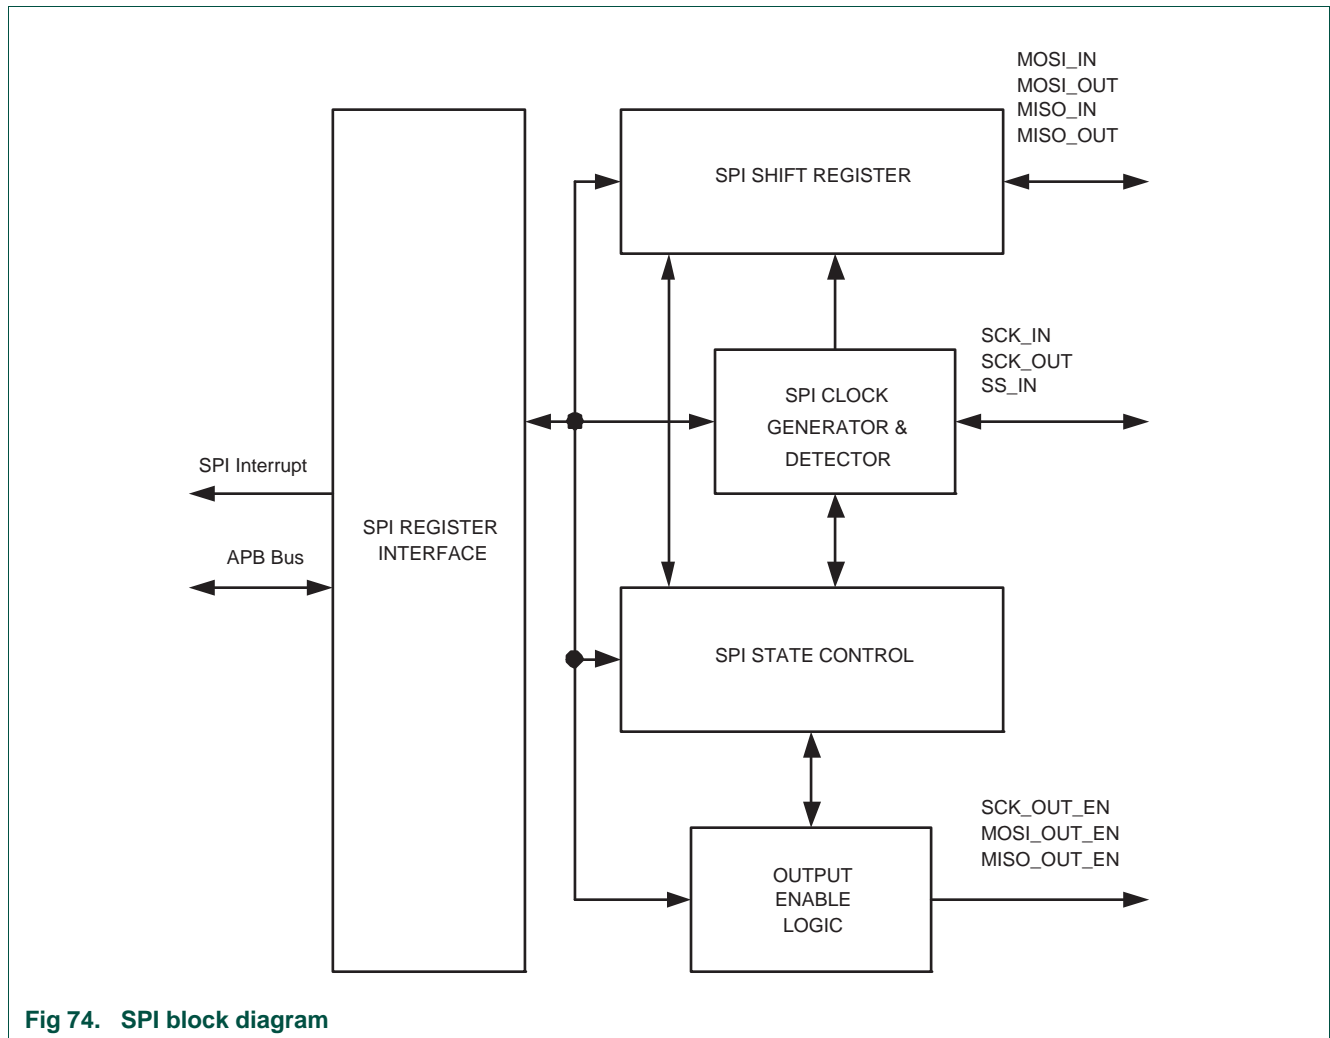 MOSI_IN
MOSI_OUT
MISO_IN
MISO_OUT
SPI SHIFT REGISTER
SCK_IN
SCK_OUT
SS_IN
SPI CLOCK
GENERATOR &
DETECTOR
SPI Interrupt
APB Bus
SPI REGISTER
INTERFACE
SPI STATE CONTROL
SCK_OUT_EN
MOSI_OUT_EN
MISO_OUT_EN
OUTPUT
ENABLE
LOGIC
Fig 74. SPI block diagram